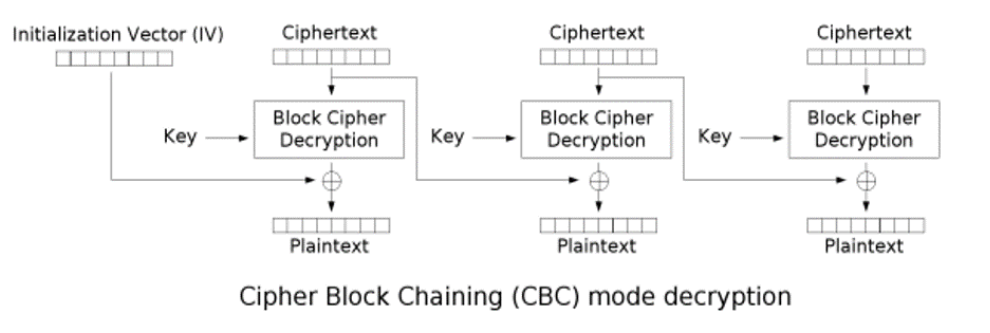 Initialization Vector (IV)
Ciphertext
Ciphertext
Ciphertext
Key
Block Cipher
Decryption
Key
Block Cipher
Decryption
Key
Block Cipher
Decryption
Plaintext
Plaintext
Plaintext
Cipher Block Chaining (CBC) mode decryption